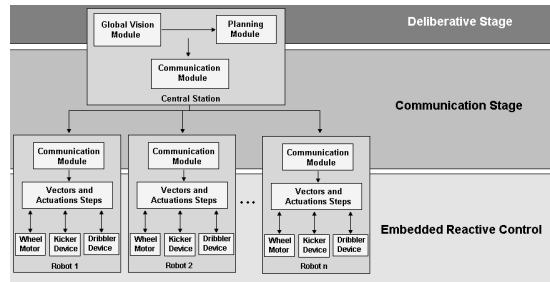 Deliberative Stage
Global Vision
Module
Planning
Module
Communication
Module
Central Station
Communication Stage
Communication
Module
Communication
Module
Communication
Module
Vectors and
Actuations Steps
Vectors and
Actuations Steps
...
Vectors and
Actuations Steps
Embedded Reactive Control
Wheel
Motor
Kicker
Device
Dribbler
Device
Wheel
Motor
Kicker
Device
Dribbler
Device
Wheel
Motor
Kicker
Device
Dribbler
Device
Robot 1
Robot 2
Robot n